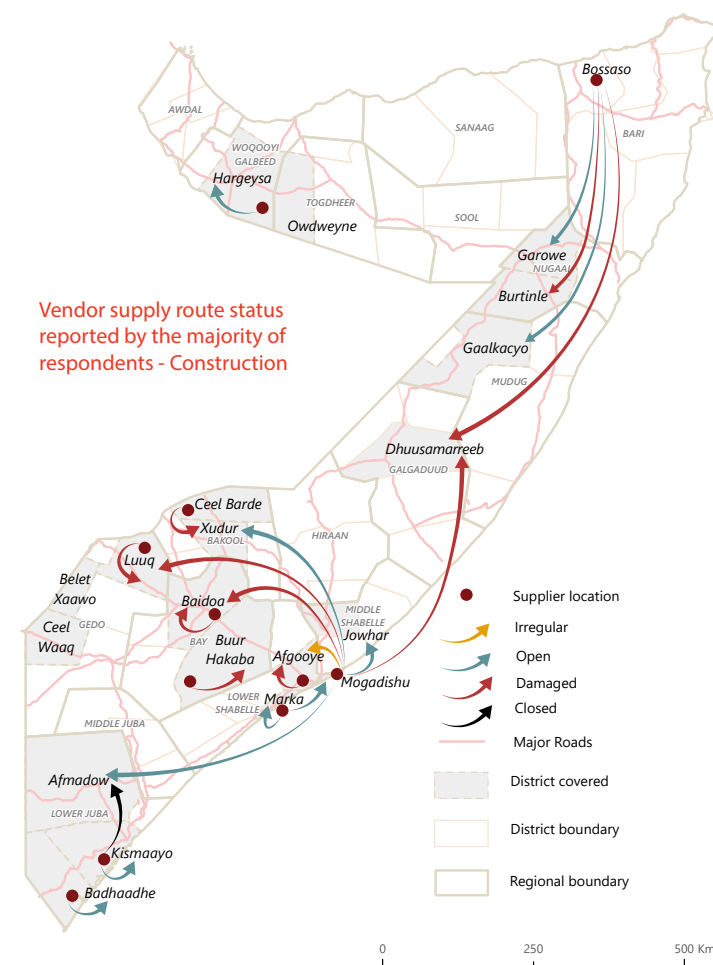 Bossaso
AWDAL
SANAAG
BARI
WOQOOYI
GALBEED
Hargeysa
TOGDHEER
SOOL
Owdweyne
Garowe
NUGAAL
Burtinle
Vendor supply route status
reported by the majority of
respondents - Construction
Gaalkacyo
MUDUG
Dhuusamarreeb
GALGADUUD
Ceel Barde
Xudur
BAKOOL
HIRAAN
Luuq
Belet
Xaawo
Baidoa
GEDO
Ceel
Waaq
BAY
Buur
Hakaba
MIDDLE
SHABELLE
Jowhar
Afgooye
Mogadishu
LOWER
SHABELLE
Marka
MIDDLE JUBA
Afmadow
LOWER JUBA
Kismaayo
Badhaadhe
Supplier location
Irregular
Open
Damaged
Closed
Major Roads
District covered
District boundary
Regional boundary
0 250 500 Km